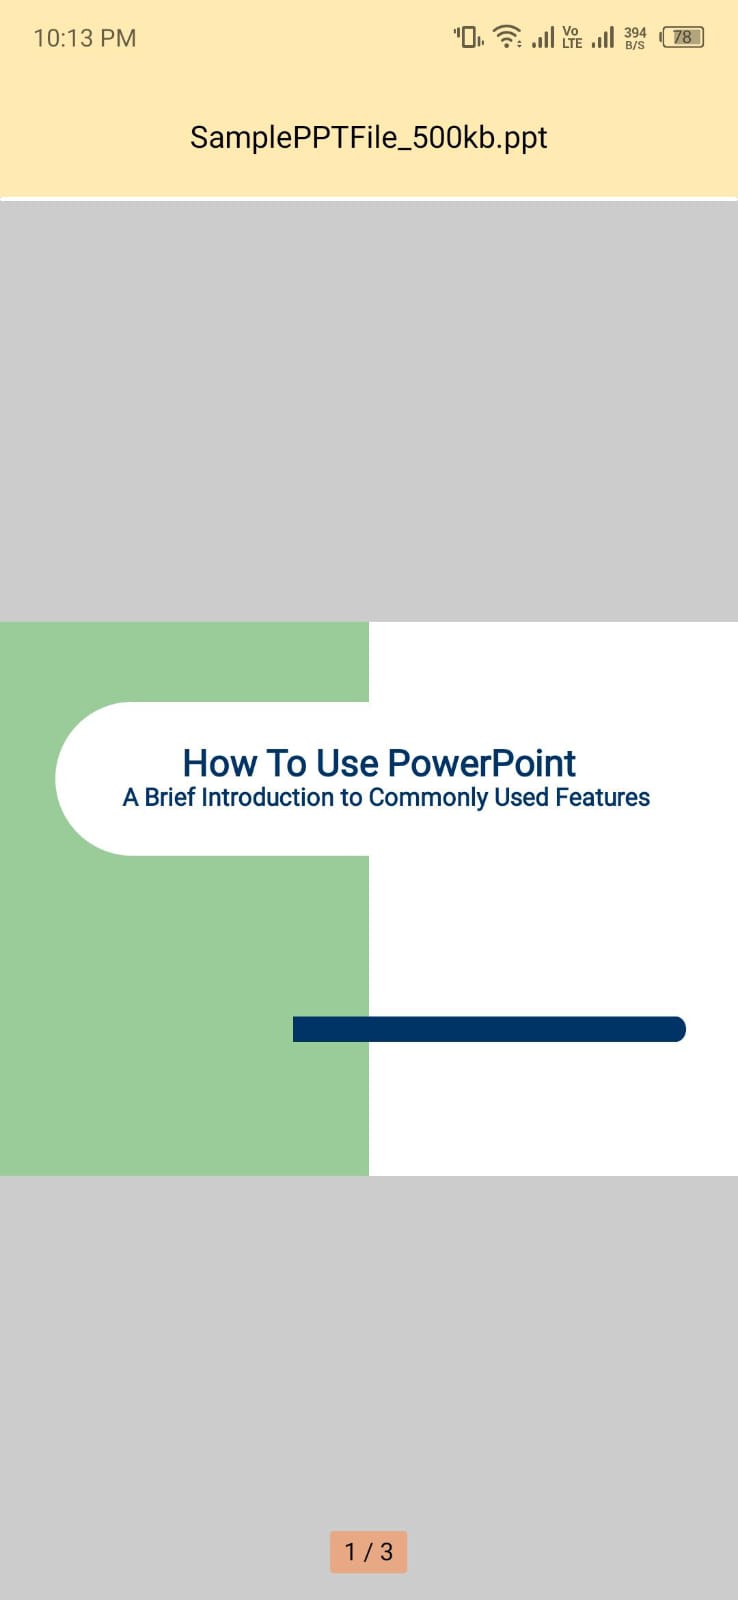 10:13 PM
Vo LTE
394 B/S
78
SamplePPTFile_500kb.ppt
How To Use PowerPoint
A Brief Introduction to Commonly Used Features
1 / 3